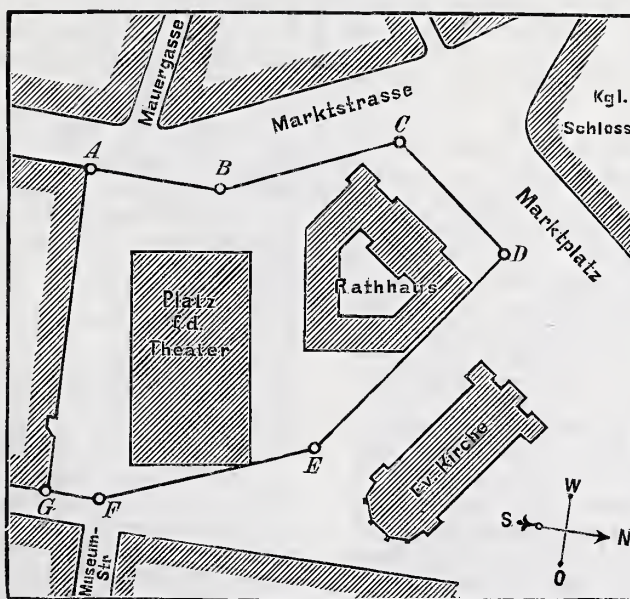 Mauergasse
Marktstrasse
Kgl.
Schloss
Marktplatz
A
B
C
D
Rathhaus
Platz
f.d.
Theater
E
Ev. Kirche
G
F
Museum-
Str
W
S
N
O